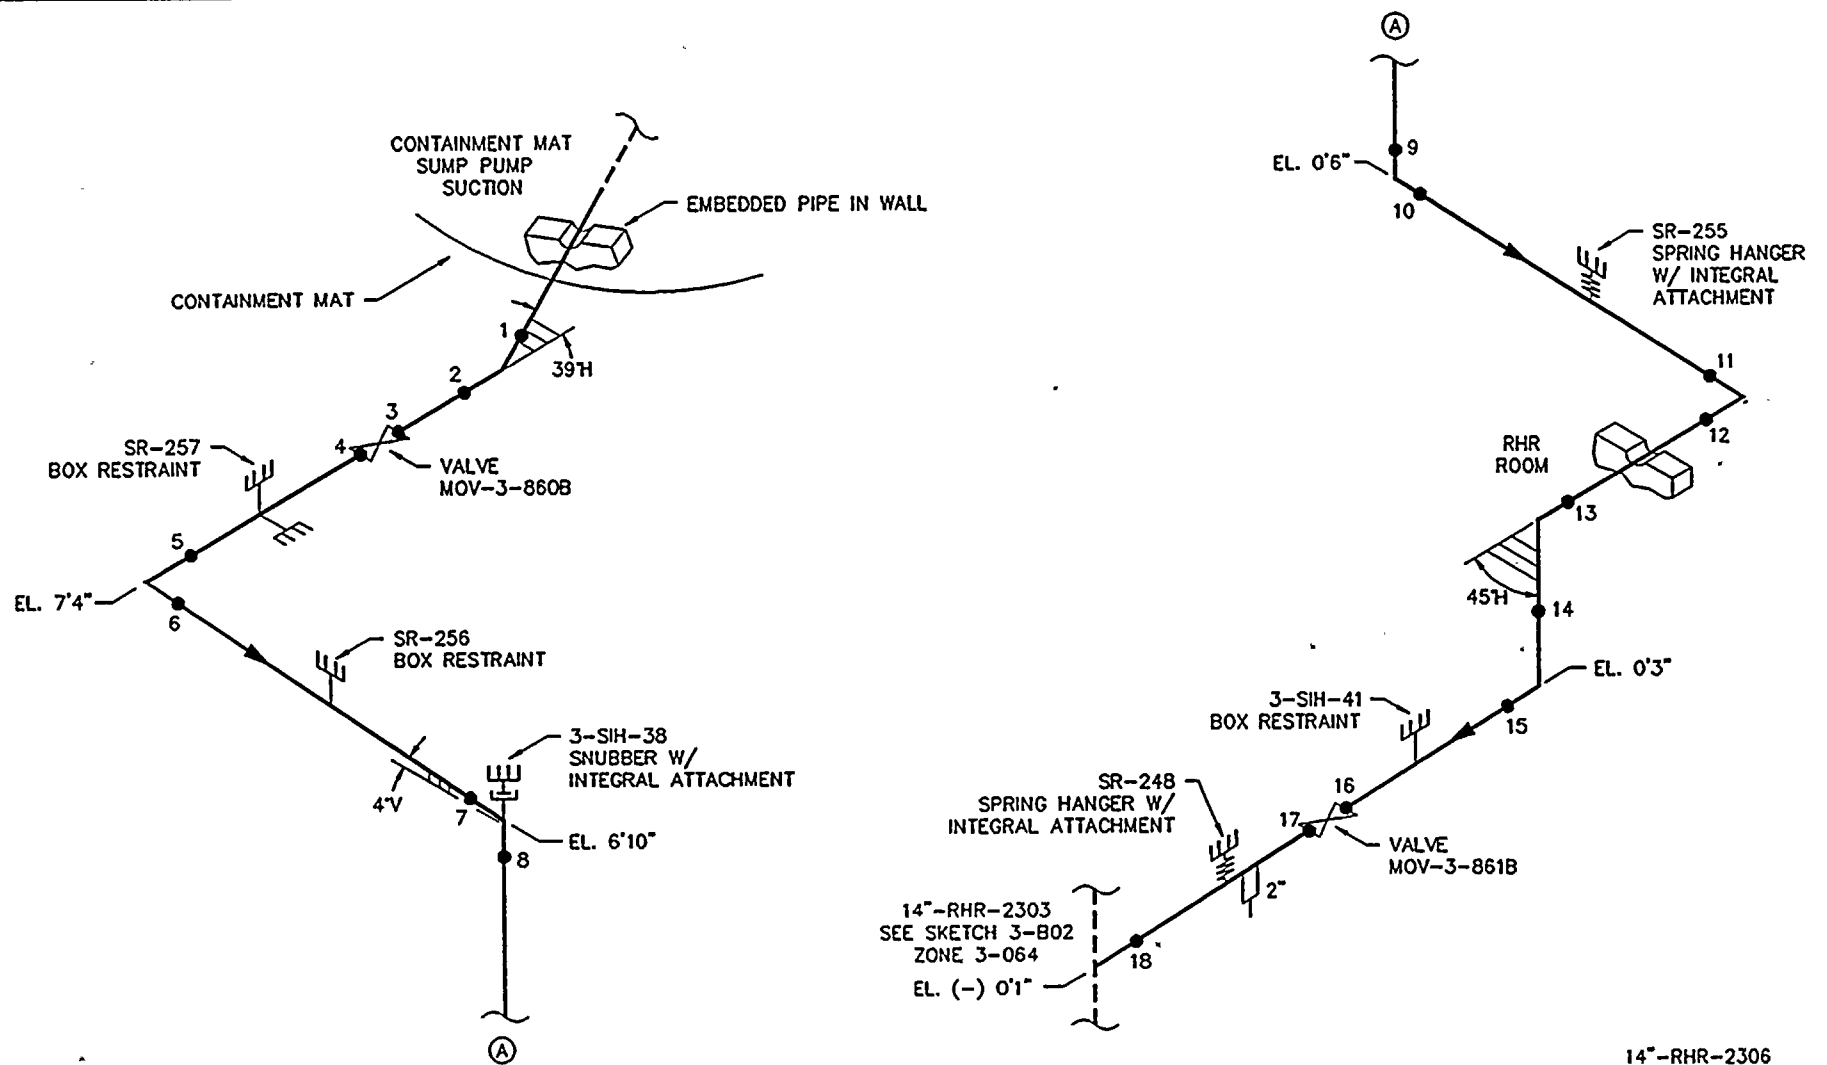 CONTAINMENT MAT
SUMP PUMP
SUCTION
EMBEDDED PIPE IN WALL
CONTAINMENT MAT
1
39°H
2
3
4
VALVE
MOV-3-860B
SR-257
BOX RESTRAINT
5
EL. 7'4"
6
SR-256
BOX RESTRAINT
3-SIH-38
SNUBBER W/
INTEGRAL ATTACHMENT
4°V
7
EL. 6'10"
8
A
A
9
EL. 0'6"
10
SR-255
SPRING HANGER
W/ INTEGRAL
ATTACHMENT
11
12
RHR
ROOM
13
45°H
14
EL. 0'3"
15
3-SIH-41
BOX RESTRAINT
16
17
VALVE
MOV-3-861B
SR-248
SPRING HANGER W/
INTEGRAL ATTACHMENT
2"
14"-RHR-2303
SEE SKETCH 3-B02
ZONE 3-064
EL. (-) 0'1"
18
14"-RHR-2306